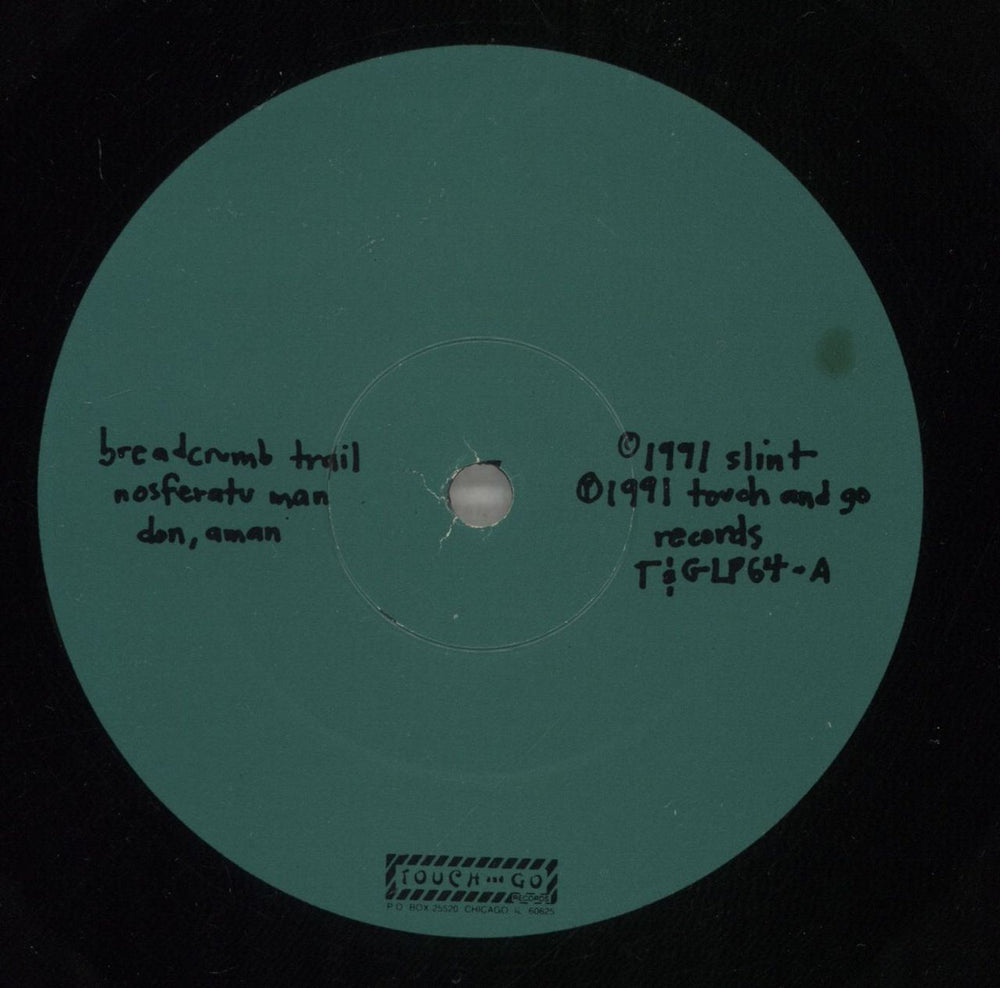 breadcrumb trail
nosferatu man
don, aman
©1991 slint
℗1991 touch and go
records
T&GLP64-A
TOUCH and GO
RECORDS
P.O. BOX 25520 CHICAGO, IL 60625